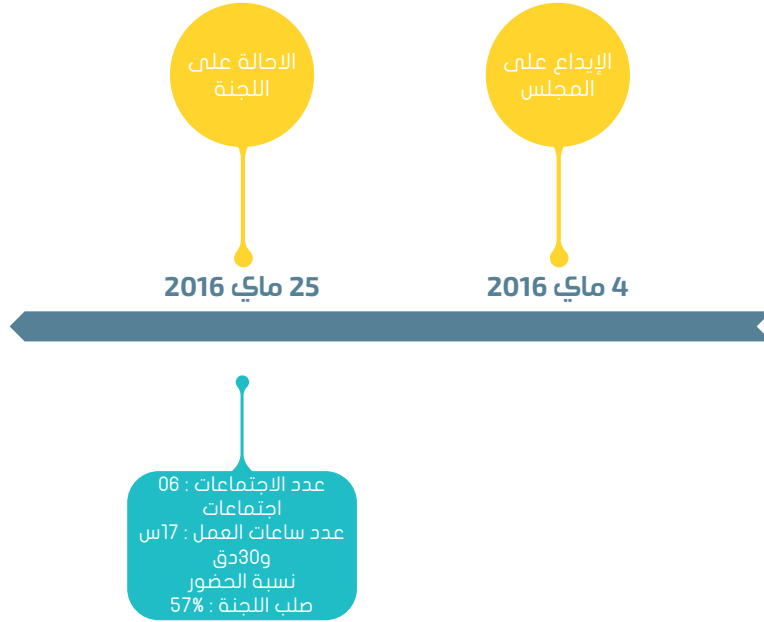 الإيداع على
المجلس
4 ماي 2016
الاحالة على
اللجنة
25 ماي 2016
عدد الاجتماعات : 06
اجتماعات
عدد ساعات العمل : 17س
و30دق
نسبة الحضور
صلب اللجنة : 57%